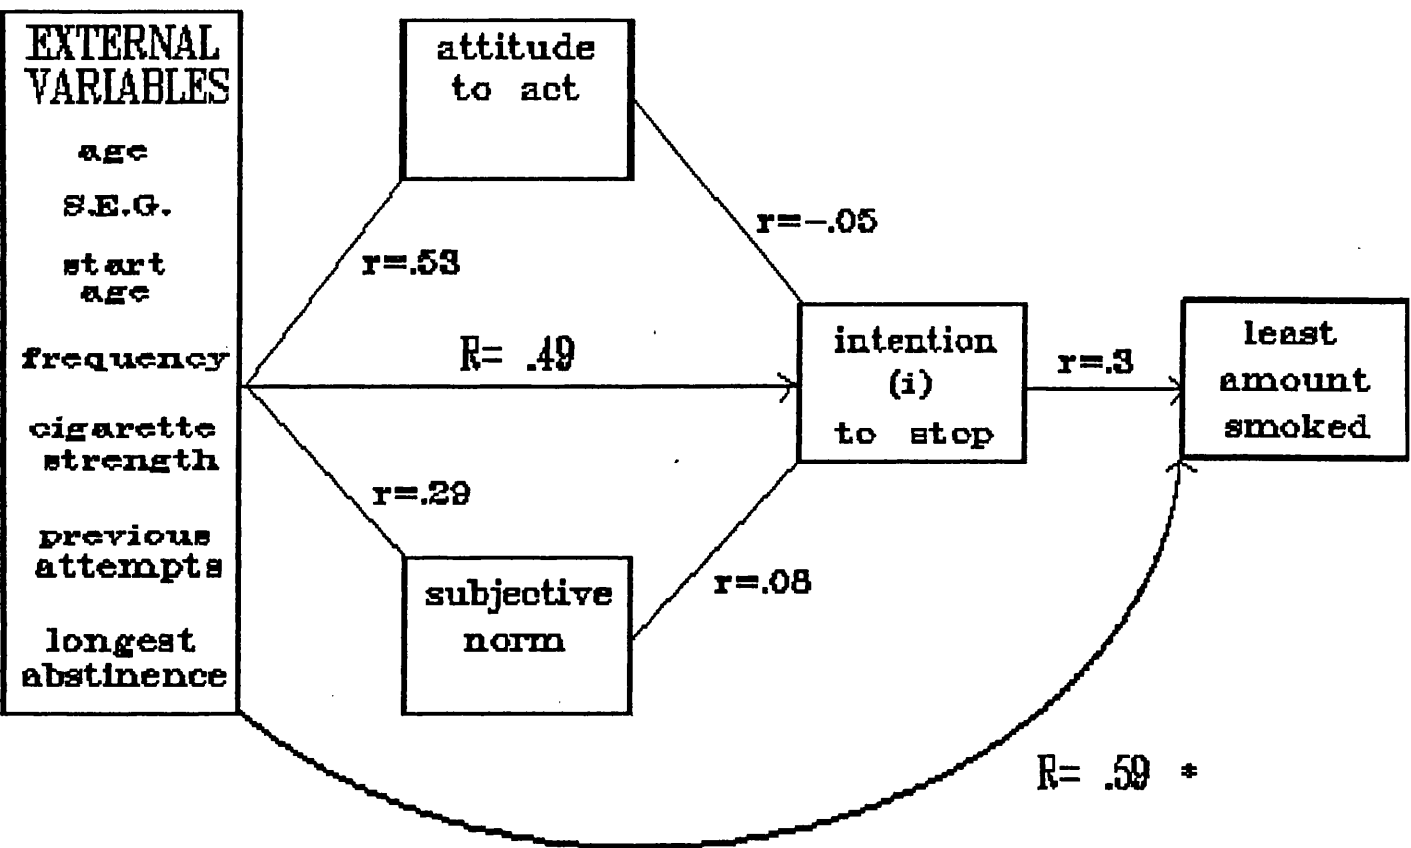 EXTERNAL
VARIABLES
age
S.E.G.
start
age
frequency
cigarette
strength
previous
attempts
longest
abstinence
attitude
to act
r=.53
R= .49
r=.29
subjective
norm
r=-.05
r=.08
intention
(i)
to stop
r=.3
least
amount
smoked
R= .59 *